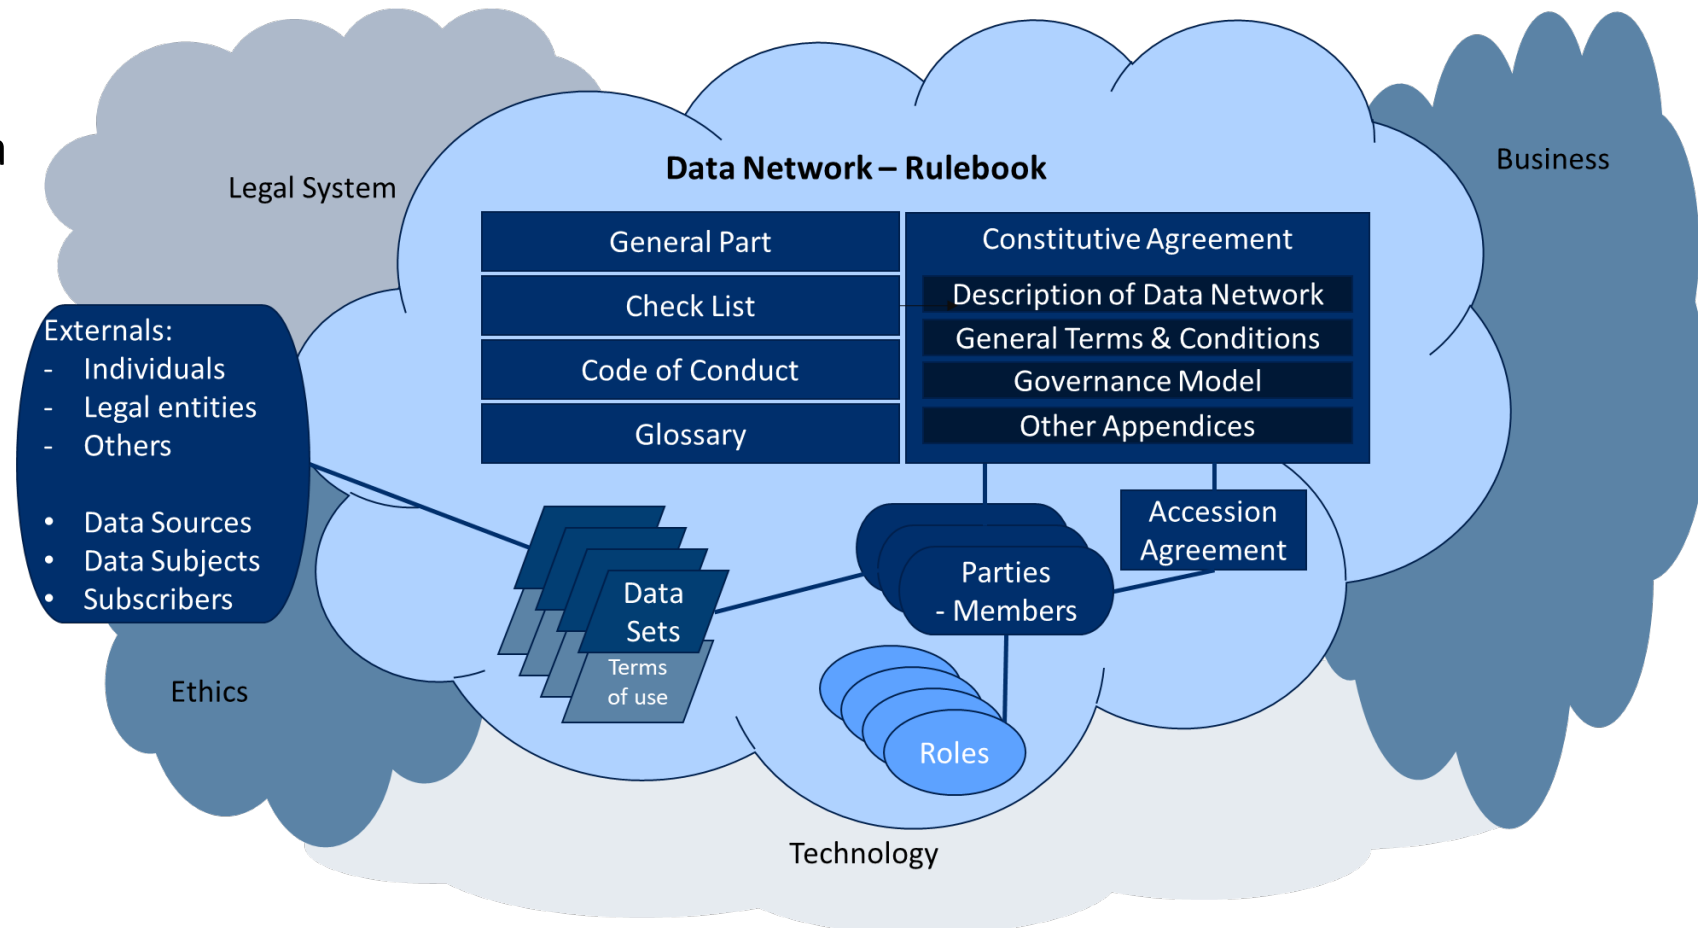 Data Network – Rulebook
Legal System
Business
General Part
Check List
Code of Conduct
Glossary
Constitutive Agreement
Description of Data Network
General Terms & Conditions
Governance Model
Other Appendices
Externals:
- Individuals
- Legal entities
- Others
• Data Sources
• Data Subjects
• Subscribers
Accession
Agreement
Parties
- Members
Data
Sets
Terms
of use
Roles
Ethics
Technology